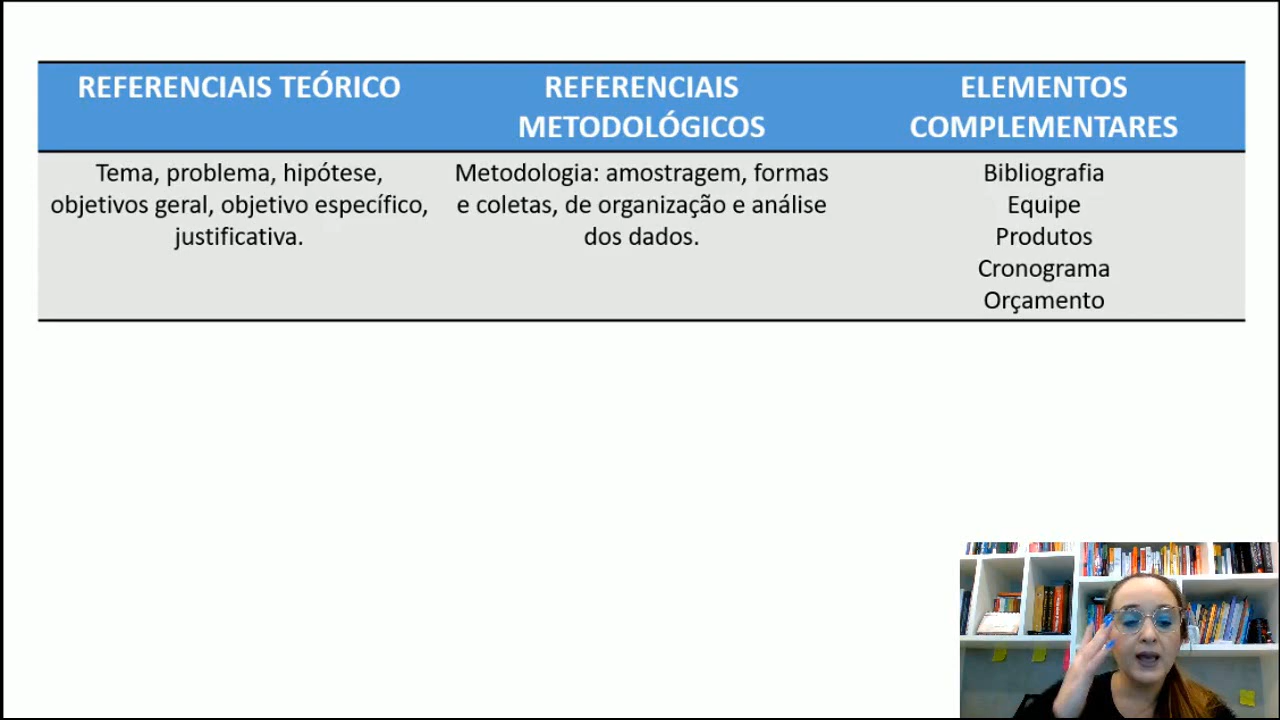 REFERENCIAIS TEÓRICO
REFERENCIAIS
METODOLÓGICOS
ELEMENTOS
COMPLEMENTARES
Tema, problema, hipótese,
objetivos geral, objetivo específico,
justificativa.
Metodologia: amostragem, formas
e coletas, de organização e análise
dos dados.
Bibliografia
Equipe
Produtos
Cronograma
Orçamento